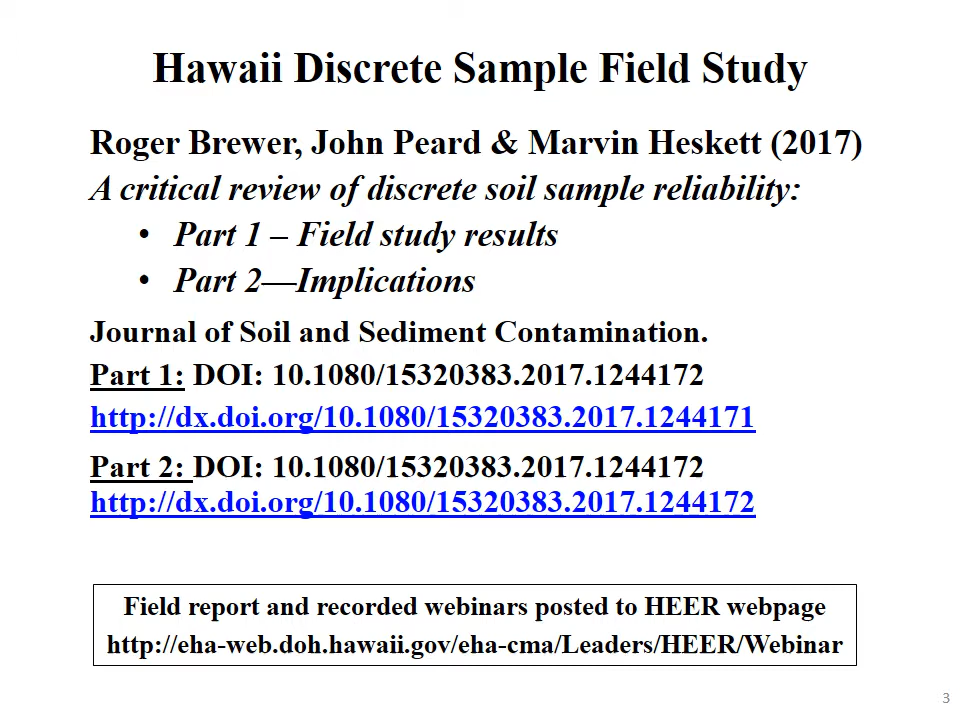 Hawaii Discrete Sample Field Study
Roger Brewer, John Peard & Marvin Heskett (2017)
A critical review of discrete soil sample reliability:
• Part 1 – Field study results
• Part 2—Implications
Journal of Soil and Sediment Contamination.
Part 1: DOI: 10.1080/15320383.2017.1244172
http://dx.doi.org/10.1080/15320383.2017.1244171
Part 2: DOI: 10.1080/15320383.2017.1244172
http://dx.doi.org/10.1080/15320383.2017.1244172
Field report and recorded webinars posted to HEER webpage
http://eha-web.doh.hawaii.gov/eha-cma/Leaders/HEER/Webinar
3